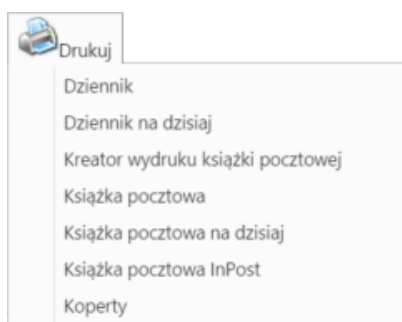 Drukuj
Dziennik
Dziennik na dzisiaj
Kreator wydruku książki pocztowej
Książka pocztowa
Książka pocztowa na dzisiaj
Książka pocztowa InPost
Koperty